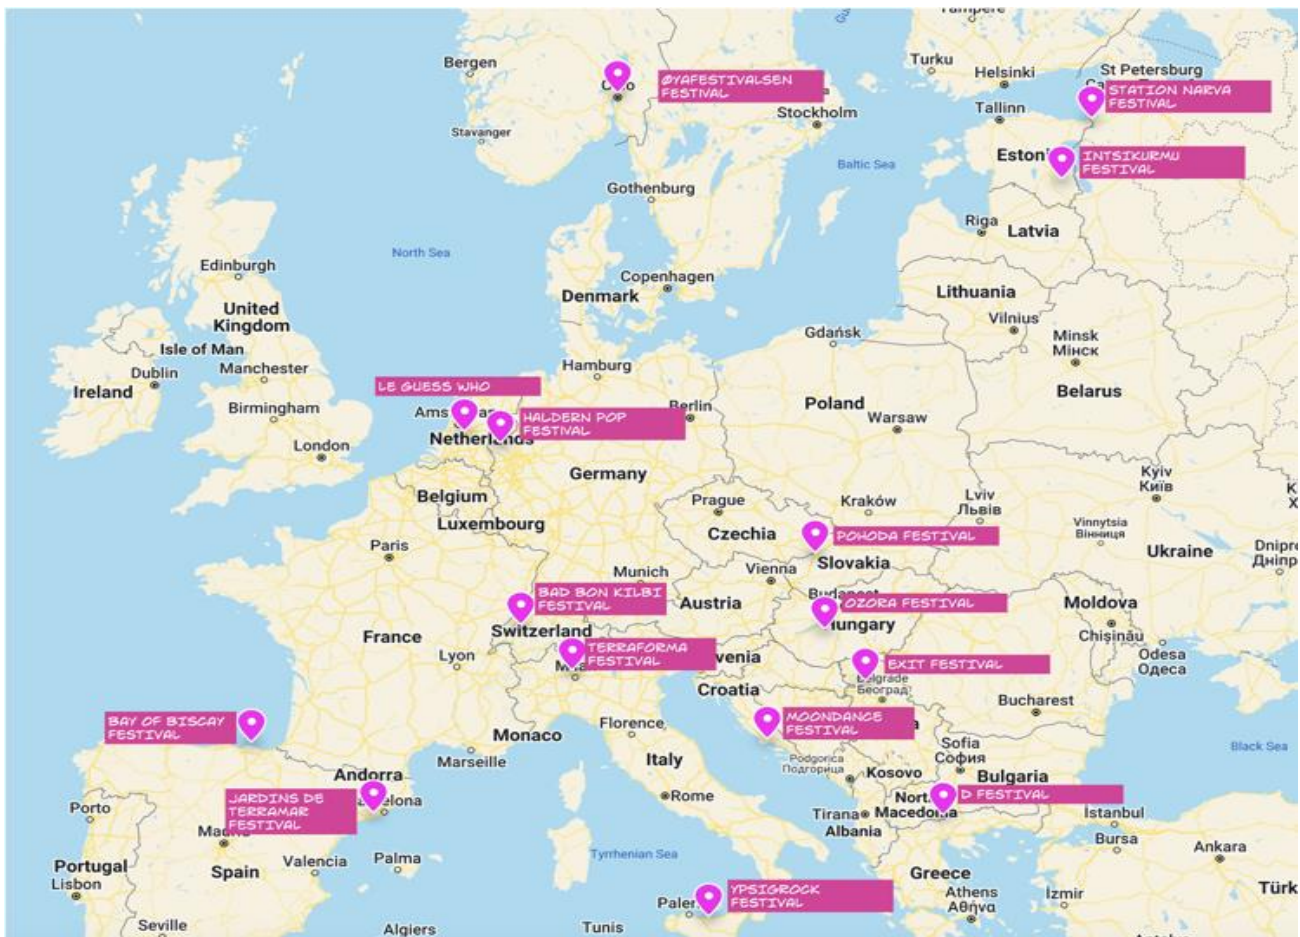 Tampere
Bergen
Turku
Helsinki
St Petersburg
ØYAFESTIVALSEN
FESTIVAL
STATION NARVA
FESTIVAL
Stockholm
Tallinn
Stavanger
Baltic Sea
INTSIKURMU
FESTIVAL
Gothenburg
Riga
Latvia
North Sea
Edinburgh
Copenhagen
Denmark
Lithuania
United
Kingdom
Vilnius
Gdańsk
Minsk
Мінск
Isle of Man
Dublin
Manchester
Hamburg
Ireland
Belarus
LE GUESS WHO
Birmingham
Berlin
Poland
Warsaw
HALDERN POP
FESTIVAL
Netherlands
London
Germany
Kyiv
Київ
Belgium
Prague
Kraków
Lviv
Львів
Luxembourg
Czechia
Vinnytsia
Вінниця
POHODA FESTIVAL
Paris
Ukraine
Slovakia
Vienna
Munich
BAD BON KILBI
FESTIVAL
Austria
OZORA FESTIVAL
Moldova
Chișinău
Switzerland
France
Hungary
Lyon
TERRAFORMA
FESTIVAL
Odesa
Одеса
EXIT FESTIVAL
Belgrade
Београд
Croatia
Bucharest
BAY OF BISCAY
FESTIVAL
MOONDANCE
FESTIVAL
Florence
Monaco
Marseille
Italy
Podgorica
Подгорица
Sofia
София
Black Sea
Kosovo
Bulgaria
Andorra
JARDINS DE
TERRAMAR
FESTIVAL
Rome
D FESTIVAL
Porto
Tirana
Macedonia
İstanbul
Albania
Bursa
Ankara
Portugal
Spain
Valencia
Palma
Tyrrhenian Sea
Lisbon
Greece
YPSIGROCK
FESTIVAL
Athens
Αθήνα
İzmir
Seville
Algiers
Tunis